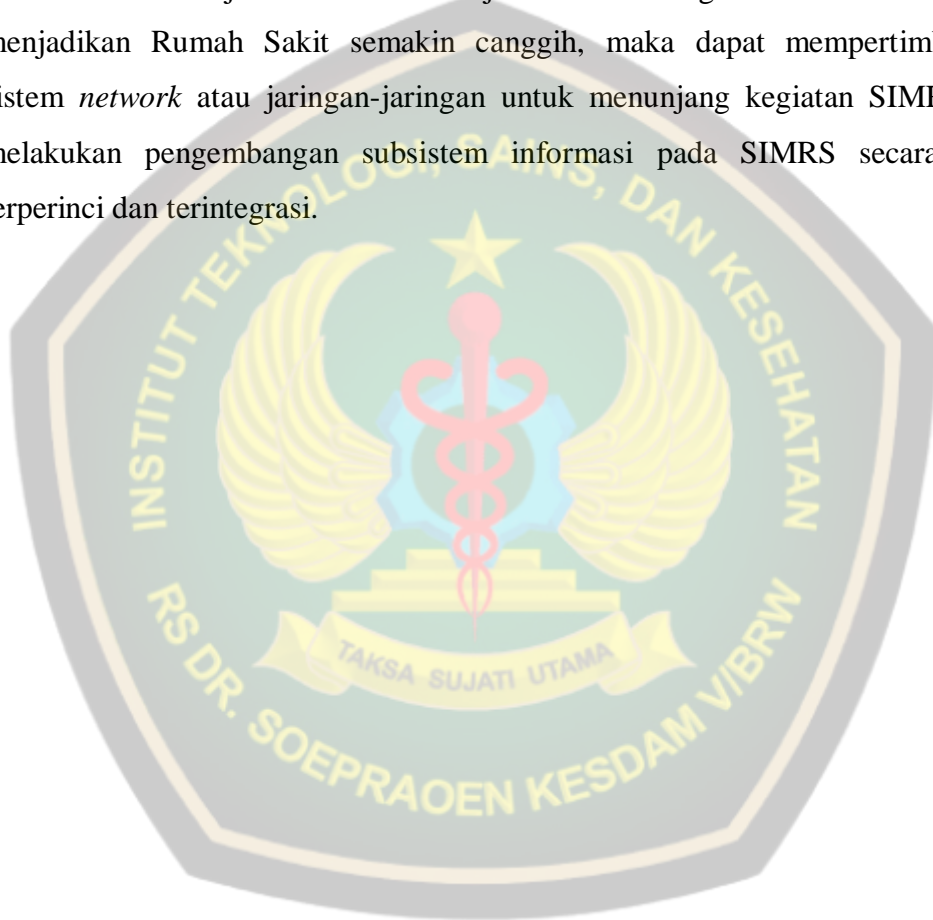 menjadikan Rumah Sakit semakin canggih, maka dapat
sistem network atau jaringan-jaringan untuk menunjang kegiatan
melakukan pengembangan subsistem informasi pada SIMRS secara
terperinci dan terintegrasi.
INSTITUT TEKNOLOGI, SAINS, DAN KESEHATAN
TAKSA SUJATI UTAMA
RS DR. SOEPRAOEN KESDAM V/BRW